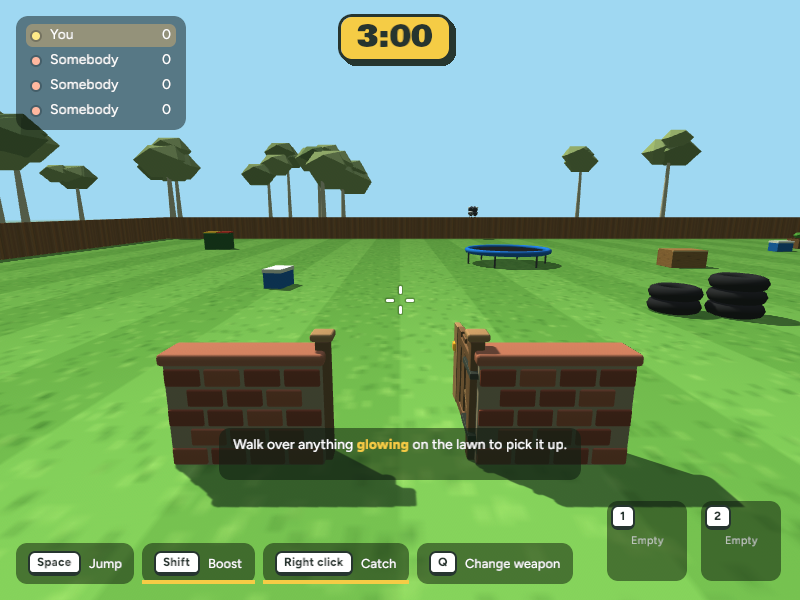 You 0
Somebody 0
Somebody 0
Somebody 0
3:00
Walk over anything glowing on the lawn to pick it up.
1
Empty
2
Empty
Space Jump
Shift Boost
Right click Catch
Q Change weapon